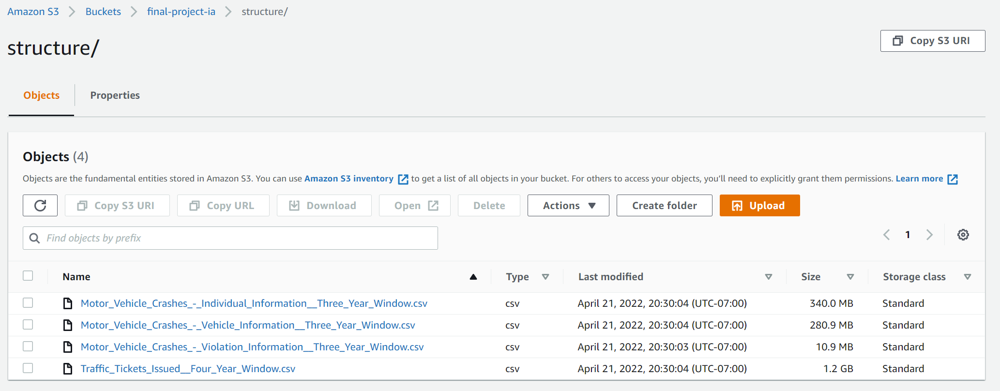 Amazon S3 Buckets final-project-ia structure/
structure/
Copy S3 URI
Objects Properties
Objects (4)
Objects are the fundamental entities stored in Amazon S3. You can use Amazon S3 inventory to get a list of all objects in your bucket. For others to access your objects, you'll need to explicitly grant them permissions. Learn more
Copy S3 URI Copy URL Download Open Delete Actions Create folder Upload
Find objects by prefix
1
Name Type Last modified Size Storage class
Motor_Vehicle_Crashes_-_Individual_Information__Three_Year_Window.csv csv April 21, 2022, 20:30:04 (UTC-07:00) 340.0 MB Standard
Motor_Vehicle_Crashes_-_Vehicle_Information__Three_Year_Window.csv csv April 21, 2022, 20:30:04 (UTC-07:00) 280.9 MB Standard
Motor_Vehicle_Crashes_-_Violation_Information__Three_Year_Window.csv csv April 21, 2022, 20:30:03 (UTC-07:00) 10.9 MB Standard
Traffic_Tickets_Issued__Four_Year_Window.csv csv April 21, 2022, 20:30:04 (UTC-07:00) 1.2 GB Standard